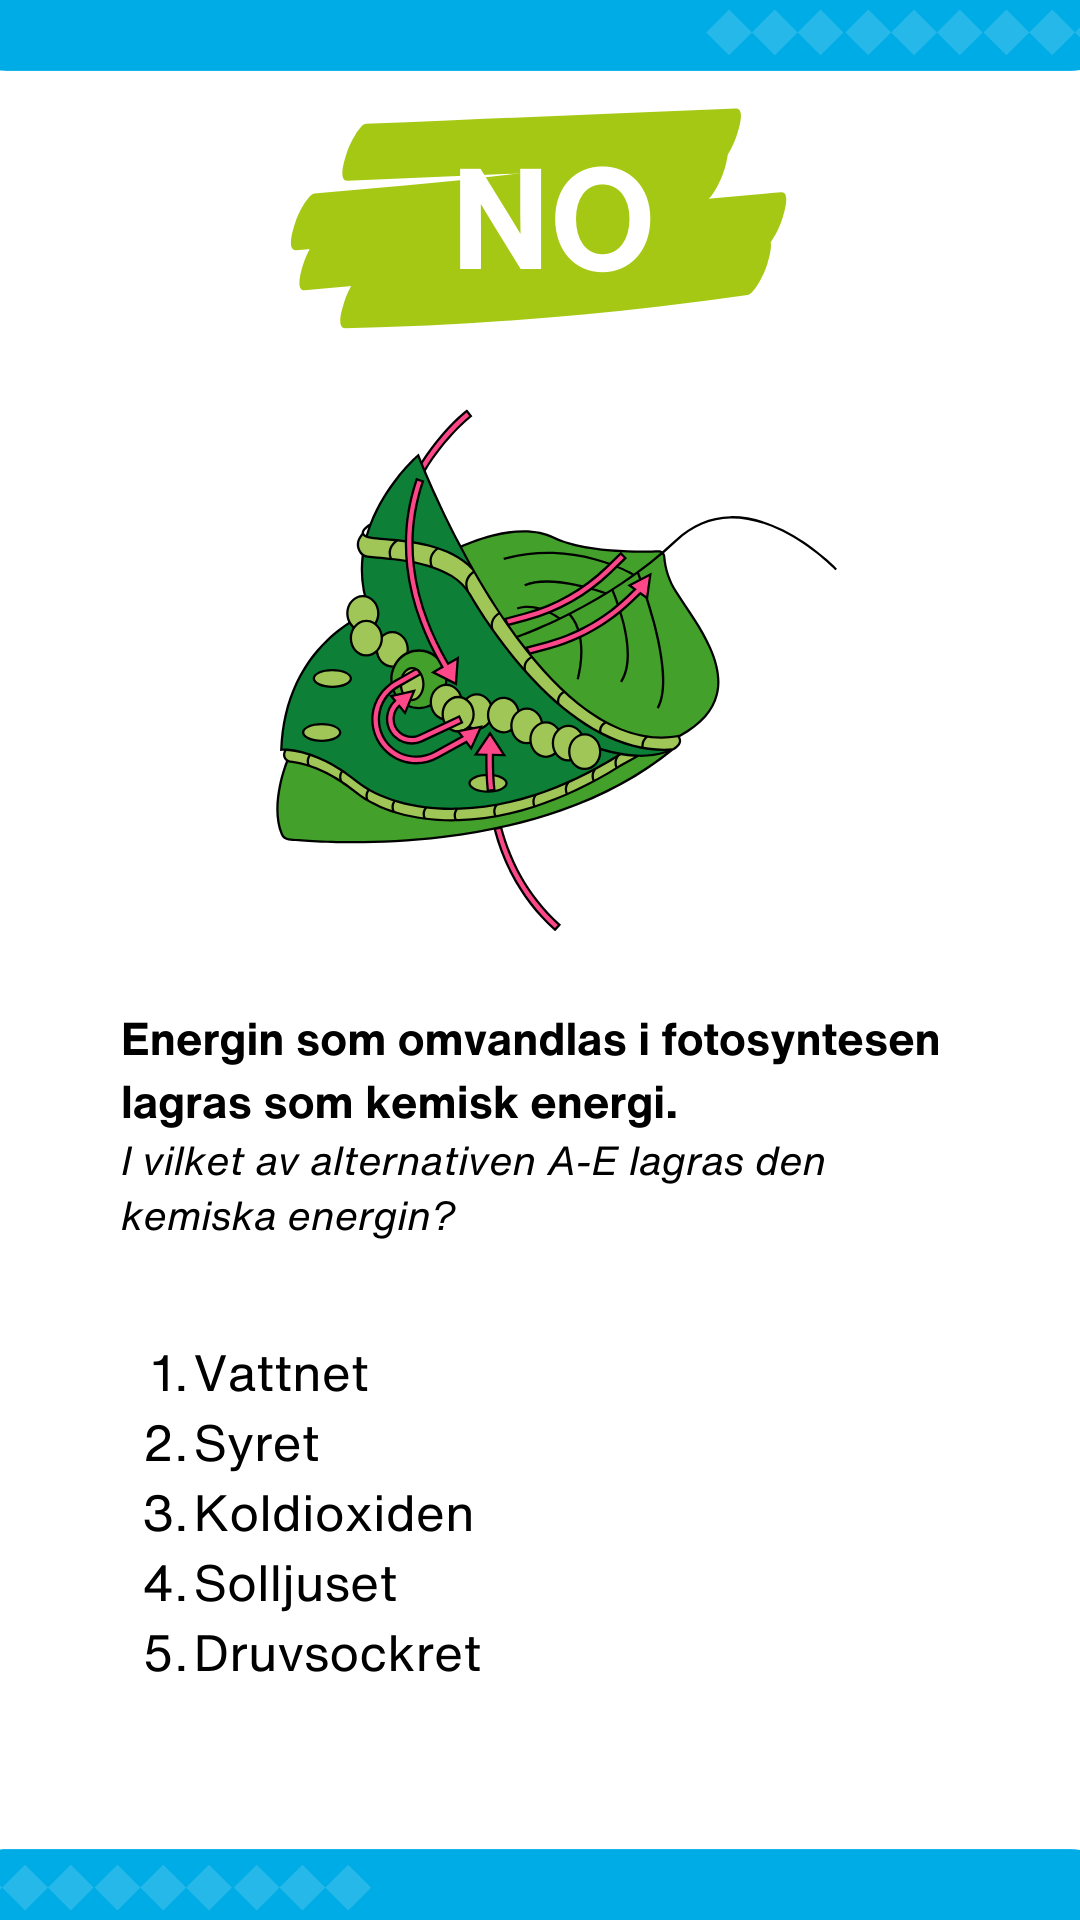 NO
Energin som omvandlas i fotosyntesen
lagras som kemisk energi.
I vilket av alternativen A-E lagras den
kemiska energin?
1. Vattnet
2. Syret
3. Koldioxiden
4. Solljuset
5. Druvsockret